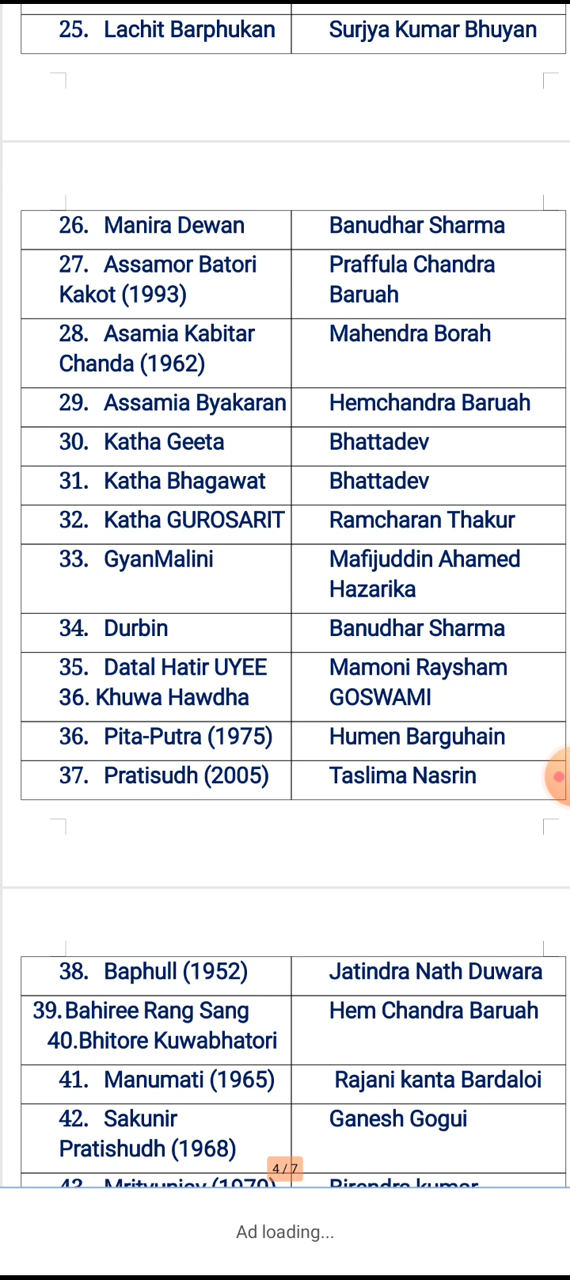 25. Lachit Barphukan Surjya Kumar Bhuyan
26. Manira Dewan Banudhar Sharma
27. Assamor Batori Praffula Chandra
Kakot (1993) Baruah
28. Asamia Kabitar Mahendra Borah
Chanda (1962)
29. Assamia Byakaran Hemchandra Baruah
30. Katha Geeta Bhattadev
31. Katha Bhagawat Bhattadev
32. Katha GUROSARIT Ramcharan Thakur
33. GyanMalini Mafijuddin Ahamed
Hazarika
34. Durbin Banudhar Sharma
35. Datal Hatir UYEE Mamoni Raysham
36. Khuwa Hawdha GOSWAMI
36. Pita-Putra (1975) Humen Barguhain
37. Pratisudh (2005) Taslima Nasrin
38. Baphull (1952) Jatindra Nath Duwara
39. Bahiree Rang Sang Hem Chandra Baruah
40.Bhitore Kuwabhatori
41. Manumati (1965) Rajani kanta Bardaloi
42. Sakunir Ganesh Gogui
Pratishudh (1968)
4 / 7
Ad loading...